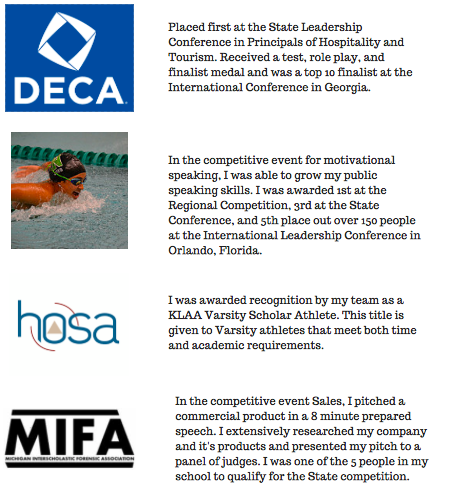 DECA
Placed first at the State Leadership
Conference in Principals of Hospitality and
Tourism. Received a test, role play, and
finalist medal and was a top 10 finalist at the
International Conference in Georgia.
In the competitive event for motivational
speaking, I was able to grow my public
speaking skills. I was awarded 1st at the
Regional Competition, 3rd at the State
Conference, and 5th place out over 150 people
at the International Leadership Conference in
Orlando, Florida.
hosa
I was awarded recognition by my team as a
KLAA Varsity Scholar Athlete. This title is
given to Varsity athletes that meet both time
and academic requirements.
MIFA
MICHIGAN INTERSCHOLASTIC FORENSIC ASSOCIATION
In the competitive event Sales, I pitched a
commercial product in a 8 minute prepared
speech. I extensively researched my company
and it's products and presented my pitch to a
panel of judges. I was one of the 5 people in my
school to qualify for the State competition.